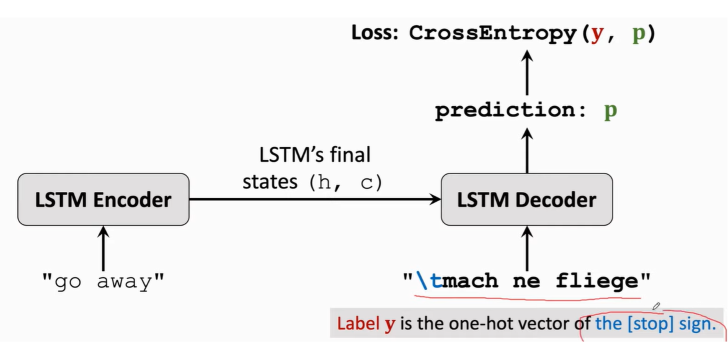 Loss: CrossEntropy(y, p)
prediction: p
LSTM's final
states (h, c)
LSTM Encoder
LSTM Decoder
"go away"
"\tmach ne fliege"
Label y is the one-hot vector of the [stop] sign.